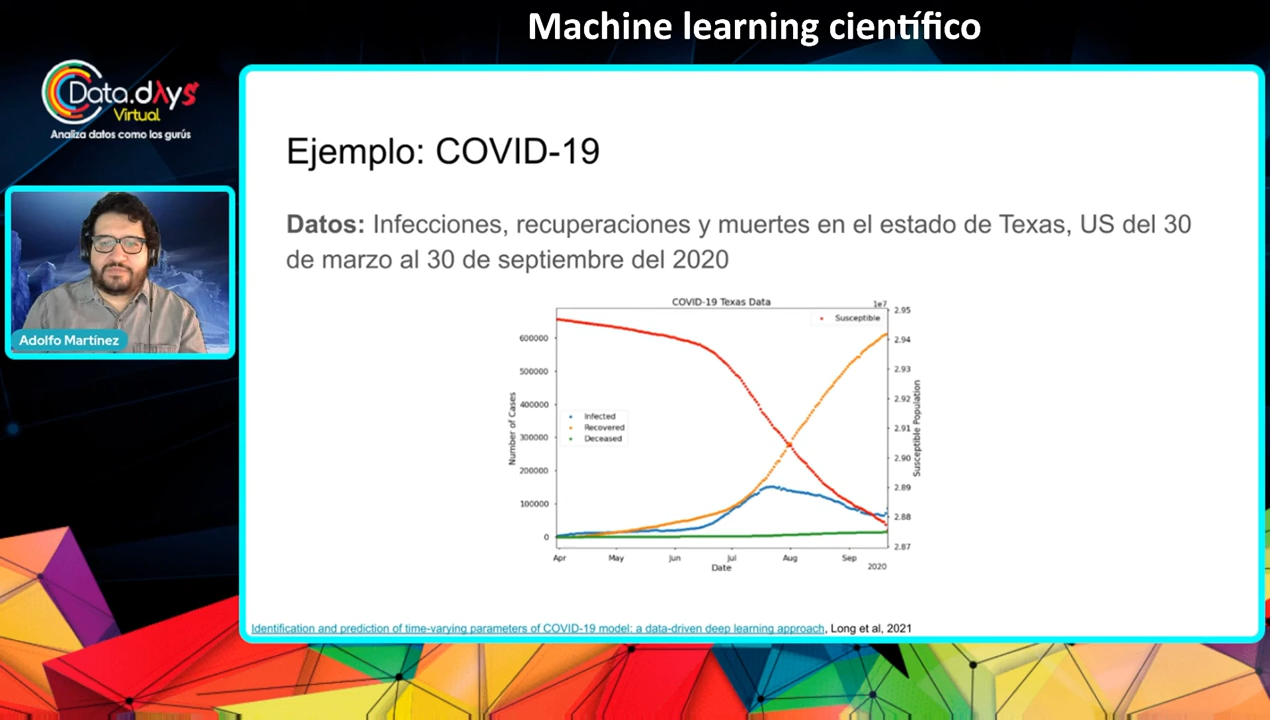 Machine learning científico
Data.dλys
Virtual
Analiza datos como los gurús
Adolfo Martínez
Ejemplo: COVID-19
Datos: Infecciones, recuperaciones y muertes en el estado de Texas, US del 30
de marzo al 30 de septiembre del 2020
COVID-19 Texas Data
1e7
Susceptible
Infected
Recovered
Deceased
Number of Cases
600000
500000
400000
300000
200000
100000
0
2.95
2.94
2.93
2.92
2.91
2.90
2.89
2.88
2.87
Susceptible Population
Apr May Jun Jul Aug Sep
2020
Date
Identification and prediction of time-varying parameters of COVID-19 model: a data-driven deep learning approach, Long et al, 2021